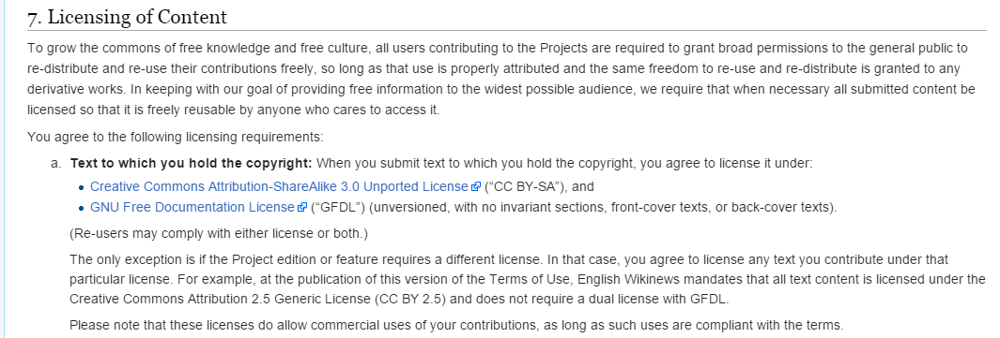 7. Licensing of Content
To grow the commons of free knowledge and free culture, all users contributing to the Projects are required to grant broad permissions to the general public to
re-distribute and re-use their contributions freely, so long as that use is properly attributed and the same freedom to re-use and re-distribute is granted to any
derivative works. In keeping with our goal of providing free information to the widest possible audience, we require that when necessary all submitted content be
licensed so that it is freely reusable by anyone who cares to access it.
You agree to the following licensing requirements:
a. Text to which you hold the copyright: When you submit text to which you hold the copyright, you agree to license it under:
• Creative Commons Attribution-ShareAlike 3.0 Unported License (“CC BY-SA”), and
• GNU Free Documentation License (“GFDL”) (unversioned, with no invariant sections, front-cover texts, or back-cover texts).
(Re-users may comply with either license or both.)
The only exception is if the Project edition or feature requires a different license. In that case, you agree to license any text you contribute under that
particular license. For example, at the publication of this version of the Terms of Use, English Wikinews mandates that all text content is licensed under the
Creative Commons Attribution 2.5 Generic License (CC BY 2.5) and does not require a dual license with GFDL.
Please note that these licenses do allow commercial uses of your contributions, as long as such uses are compliant with the terms.